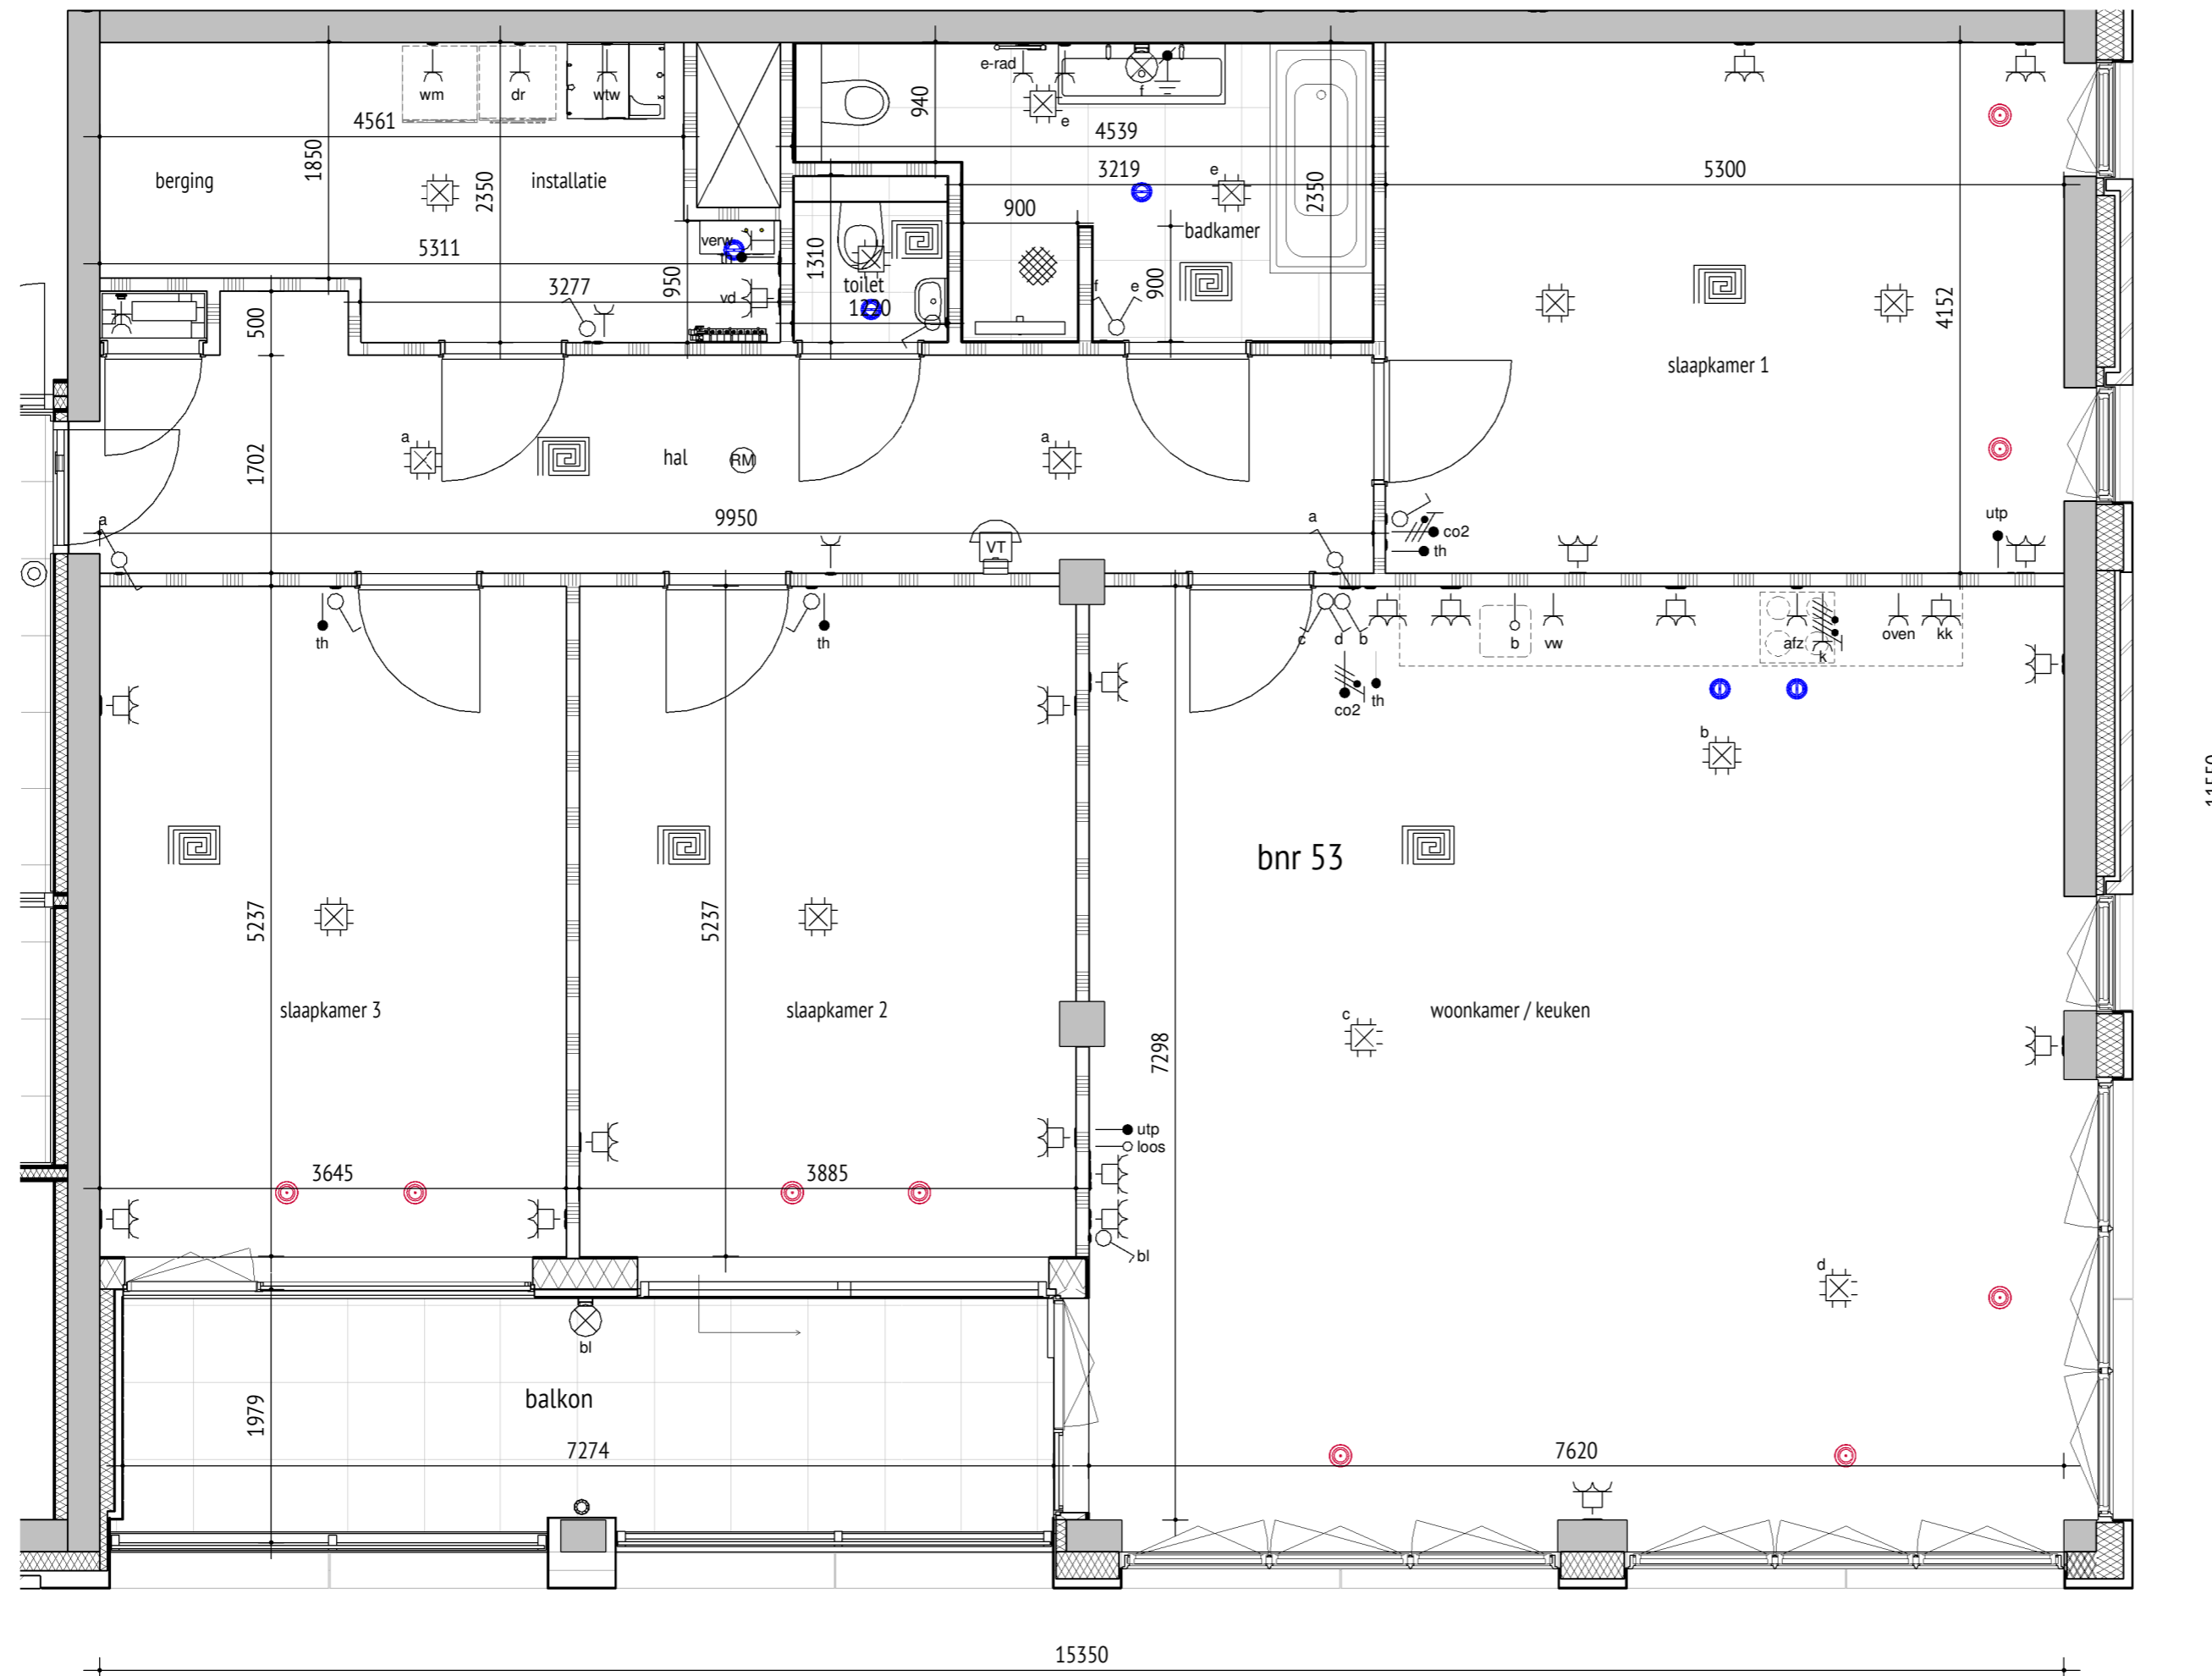 wm
dr
wtw
e-rad
f
e
4561
940
4539
1850
berging
installatie
2350
3219
e
2350
5300
900
badkamer
verw
5311
950
1310
toilet
1220
3277
vd
f
e
900
500
4152
slaapkamer 1
a
hal
RM
a
1702
9950
a
VT
a
co2
th
utp
th
th
c
d
b
co2
th
b
vw
afz
k
oven
kk
b
bnr 53
5237
5237
slaapkamer 3
slaapkamer 2
woonkamer / keuken
c
7298
utp
loos
3645
3885
bl
d
bl
balkon
1979
7274
7620
15350